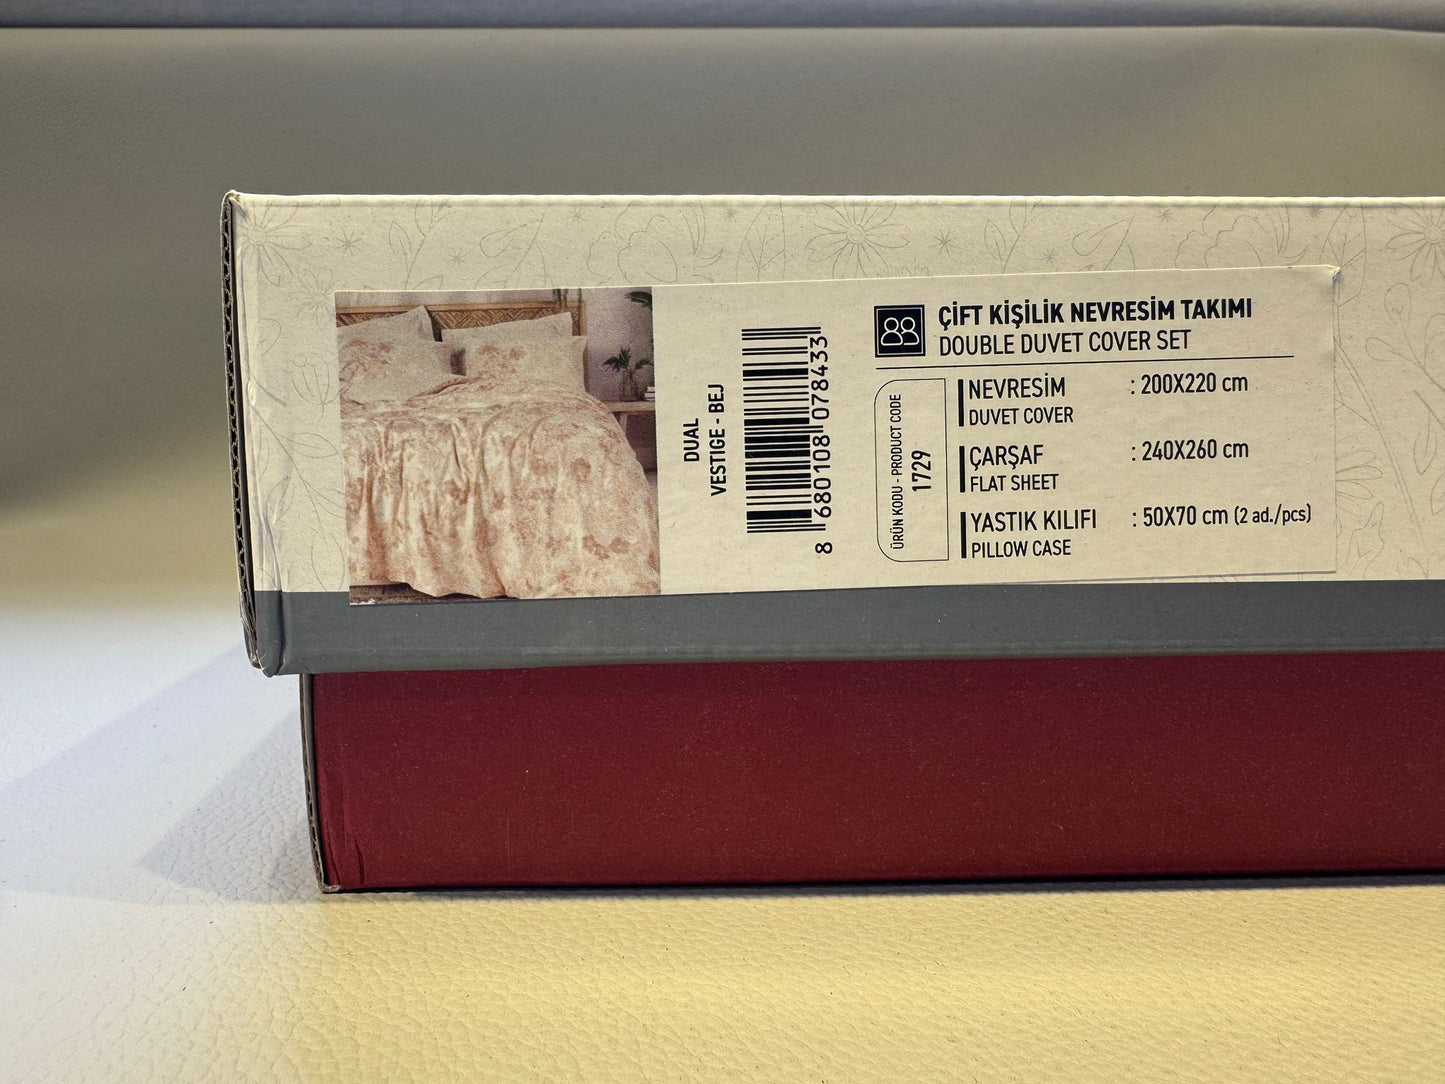 DUAL
VESTIGE - BEJ
8 680108 078433
ÇİFT KİŞİLİK NEVRESİM TAKIMI
DOUBLE DUVET COVER SET
ÜRÜN KODU - PRODUCT CODE
1729
NEVRESİM : 200X220 cm
DUVET COVER
ÇARŞAF : 240X260 cm
FLAT SHEET
YASTIK KILIFI : 50X70 cm (2 ad./pcs)
PILLOW CASE